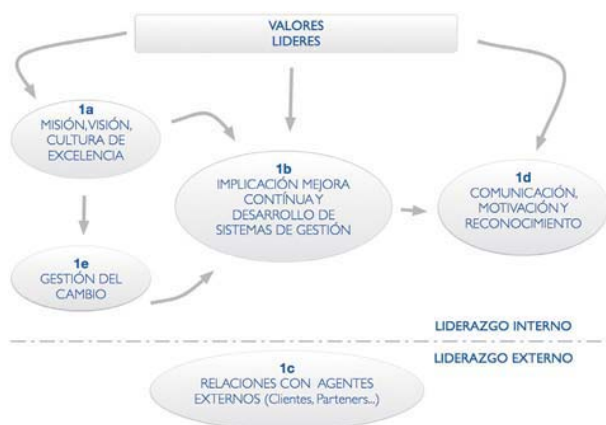 VALORES
LIDERES
1a
MISIÓN, VISIÓN,
CULTURA DE
EXCELENCIA
1b
IMPLICACIÓN MEJORA
CONTÍNUA Y
DESARROLLO DE
SISTEMAS DE GESTIÓN
1d
COMUNICACIÓN,
MOTIVACIÓN Y
RECONOCIMIENTO
1e
GESTIÓN DEL
CAMBIO
LIDERAZGO INTERNO
LIDERAZGO EXTERNO
1c
RELACIONES CON AGENTES
EXTERNOS (Clientes, Parteners...)